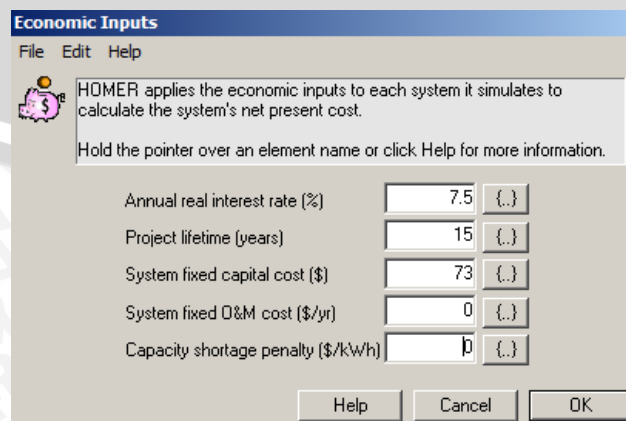 Economic Inputs
File Edit Help
HOMER applies the economic inputs to each system it simulates to
calculate the system's net present cost.
Hold the pointer over an element name or click Help for more information.
Annual real interest rate (%) 7.5 {..}
Project lifetime (years) 15 {..}
System fixed capital cost ($) 73 {..}
System fixed O&M cost ($/yr) 0 {..}
Capacity shortage penalty ($/kWh) 0 {..}
Help Cancel OK